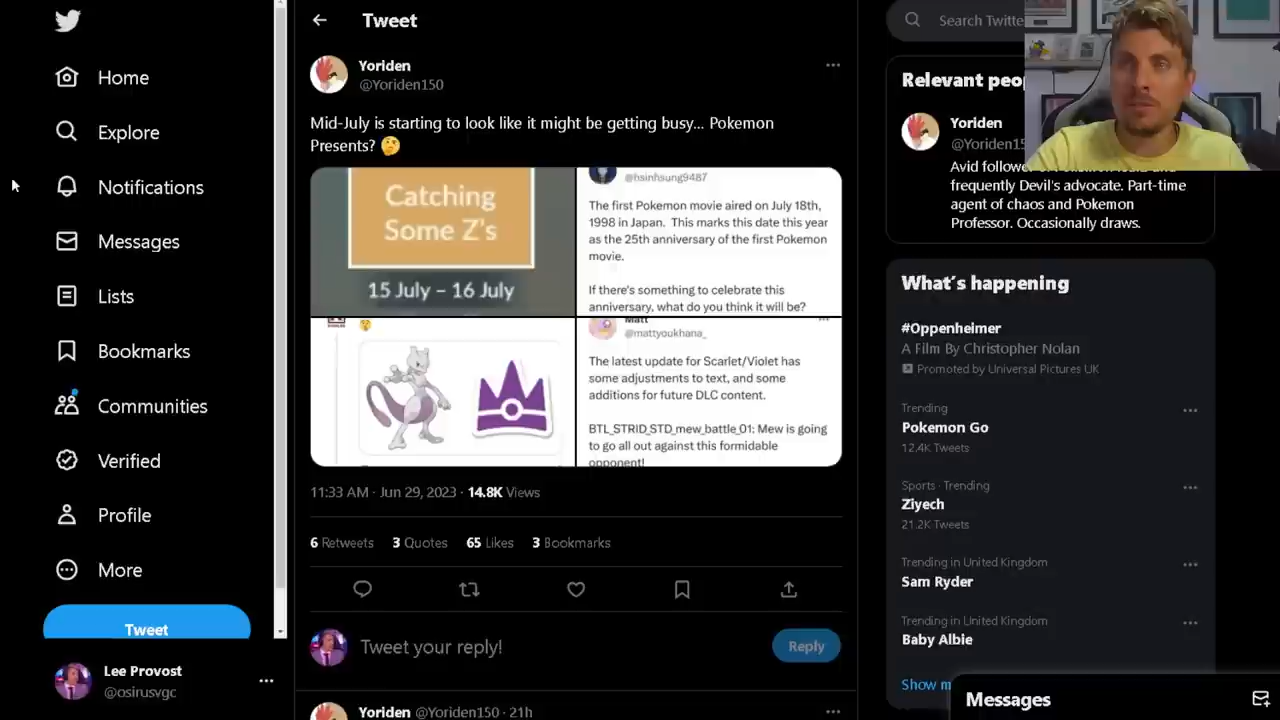 Home
Explore
Notifications
Messages
Lists
Bookmarks
Communities
Verified
Profile
More
Tweet
Lee Provost
@osirusvgc
Tweet
Yoriden
@Yoriden150
Mid-July is starting to look like it might be getting busy... Pokemon
Presents? 🤔
Catching
Some Z's
15 July – 16 July
@hsinhsung9487
The first Pokemon movie aired on July 18th,
1998 in Japan. This marks this date this year
as the 25th anniversary of the first Pokemon
movie.
If there's something to celebrate this
anniversary, what do you think it will be?
Matt
@mattyoukhana_
The latest update for Scarlet/Violet has
some adjustments to text, and some
additions for future DLC content.
BTL_STRID_STD_mew_battle_01: Mew is going
to go all out against this formidable
opponent!
11:33 AM · Jun 29, 2023 · 14.8K Views
6 Retweets 3 Quotes 65 Likes 3 Bookmarks
Tweet your reply!
Reply
Yoriden @Yoriden150 · 21h
Search Twitte
Relevant peo
Yoriden
@Yoriden15
Avid follow
frequently Devil's advocate. Part-time
agent of chaos and Pokemon
Professor. Occasionally draws.
What's happening
#Oppenheimer
A Film By Christopher Nolan
Promoted by Universal Pictures UK
Trending
Pokemon Go
12.4K Tweets
Sports · Trending
Ziyech
21.2K Tweets
Trending in United Kingdom
Sam Ryder
Trending in United Kingdom
Baby Albie
Show m
Messages